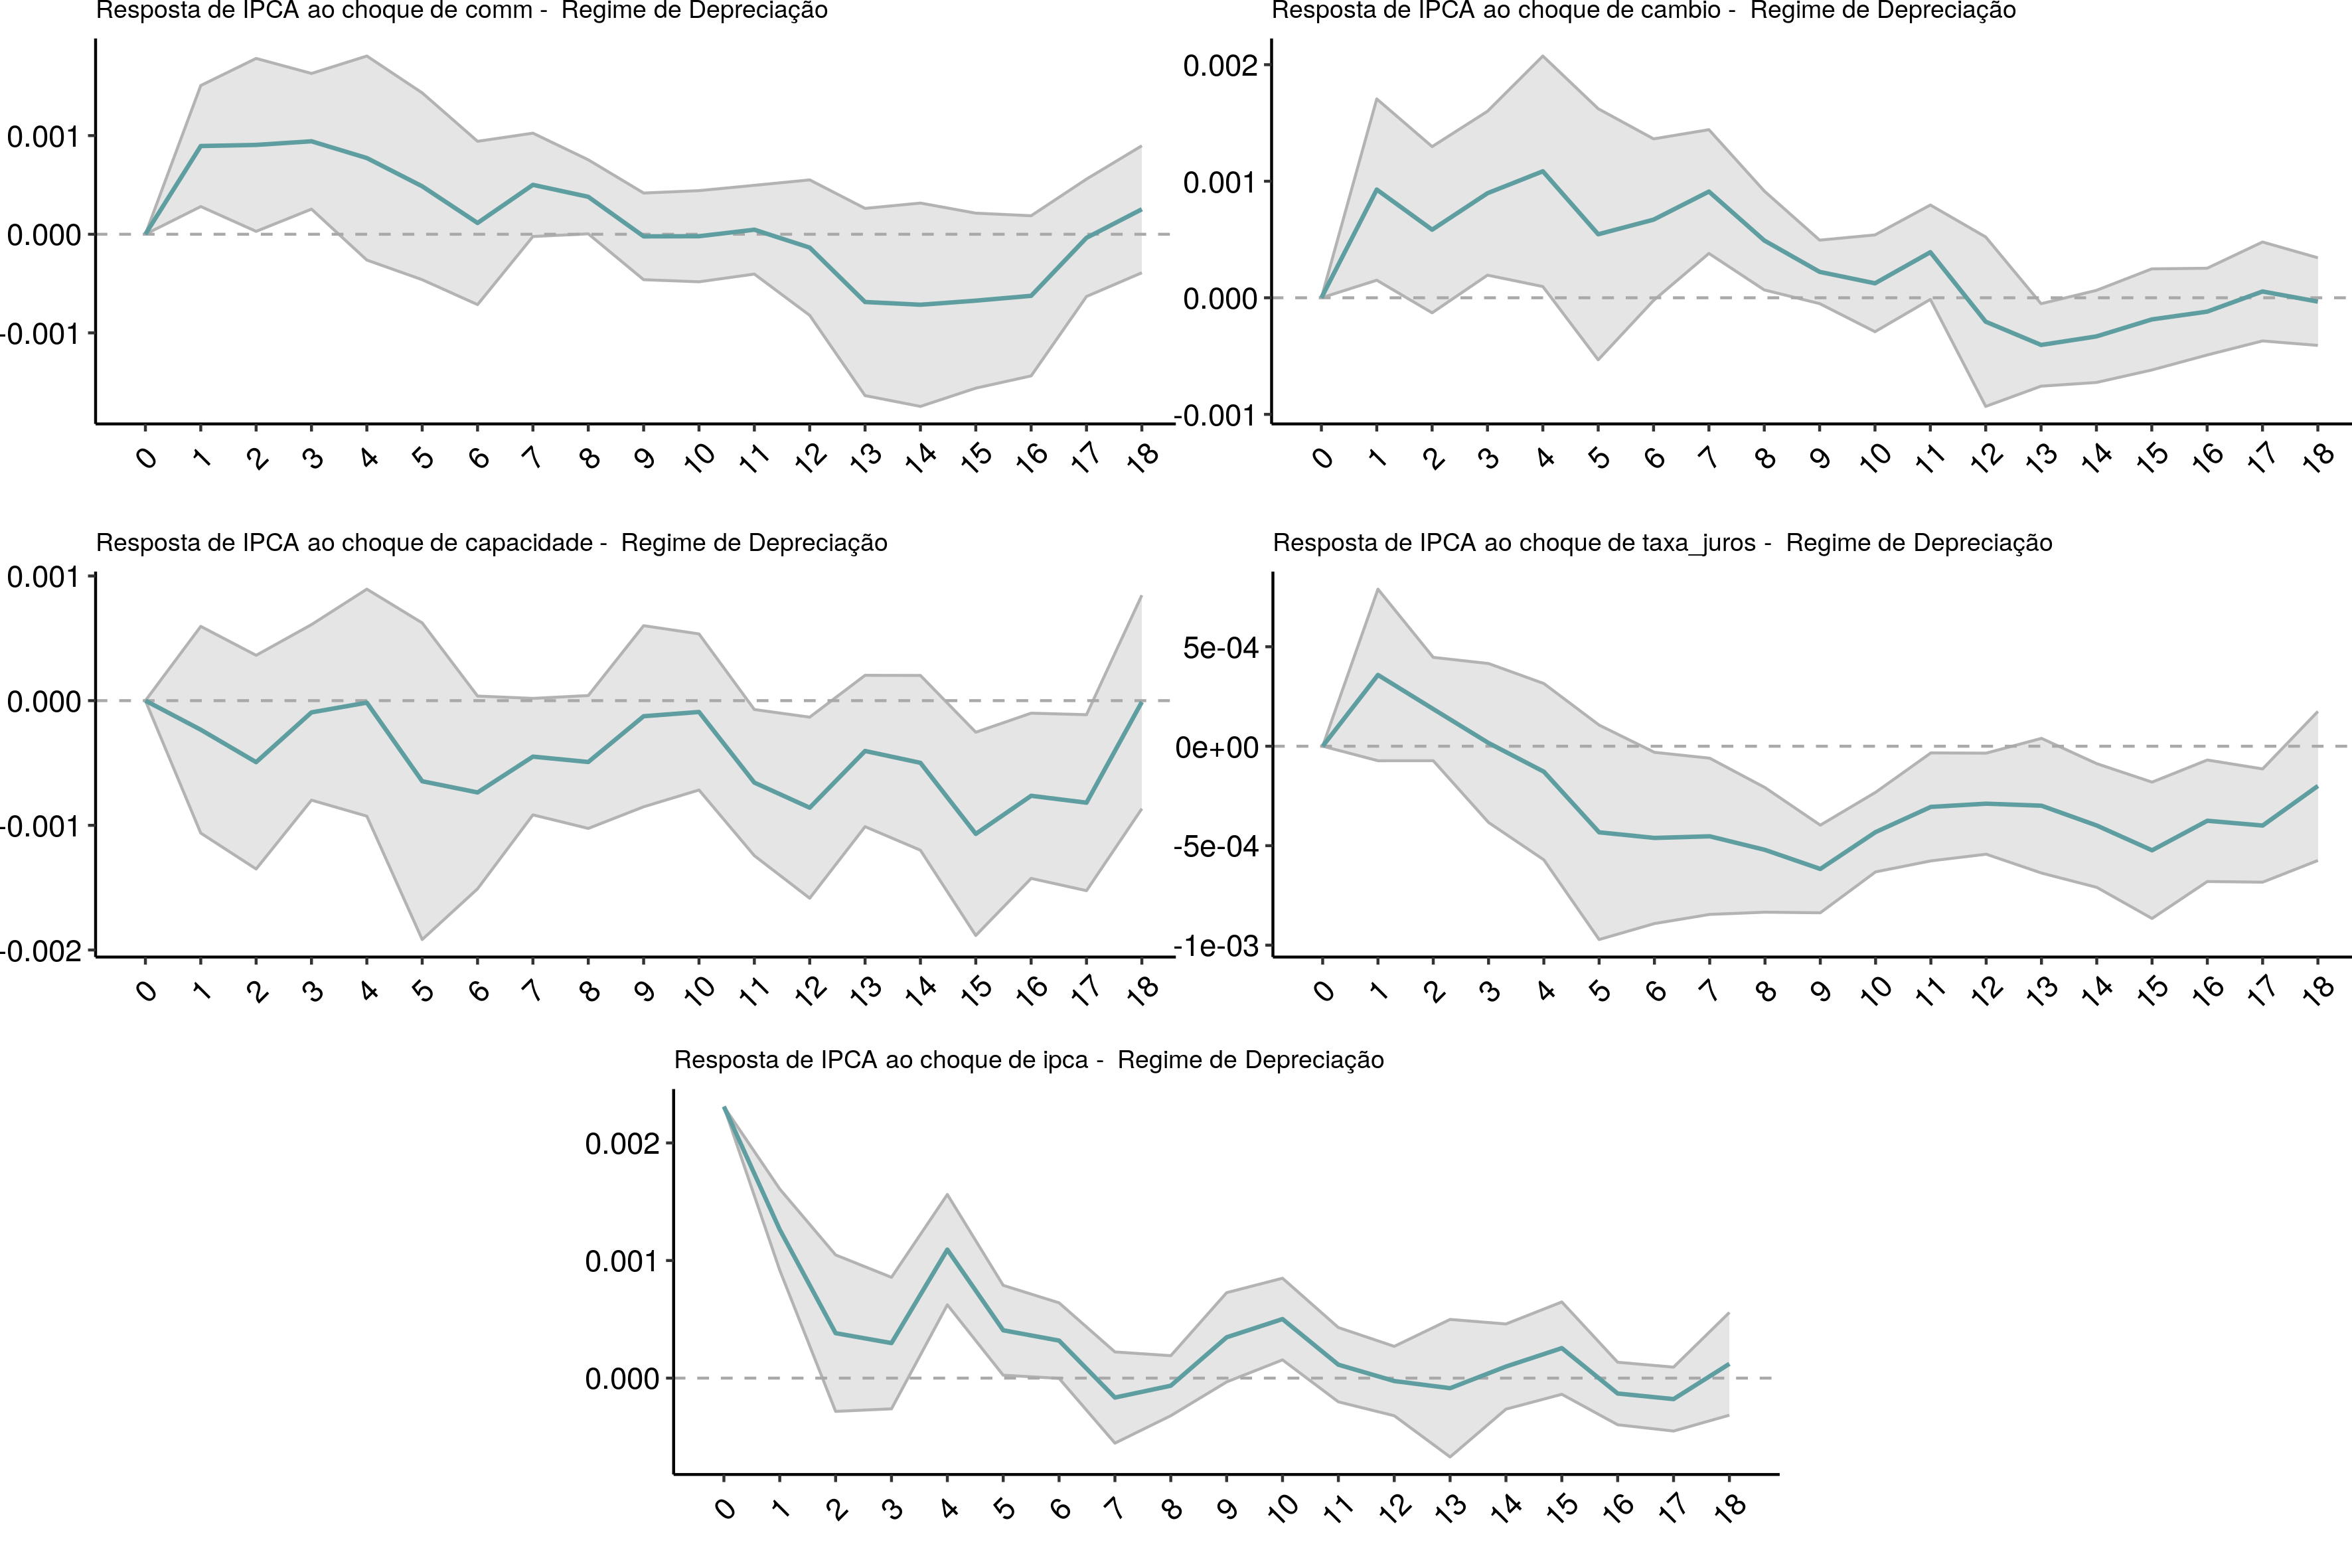 Resposta de IPCA ao choque de comm -  Regime de Depreciação
0.001
0.000
-0.001
0 1 2 3 4 5 6 7 8 9 10 11 12 13 14 15 16 17 18
Resposta de IPCA ao choque de cambio -  Regime de Depreciação
0.002
0.001
0.000
-0.001
0 1 2 3 4 5 6 7 8 9 10 11 12 13 14 15 16 17 18
Resposta de IPCA ao choque de capacidade -  Regime de Depreciação
0.001
0.000
-0.001
-0.002
0 1 2 3 4 5 6 7 8 9 10 11 12 13 14 15 16 17 18
Resposta de IPCA ao choque de taxa_juros -  Regime de Depreciação
5e-04
0e+00
-5e-04
-1e-03
0 1 2 3 4 5 6 7 8 9 10 11 12 13 14 15 16 17 18
Resposta de IPCA ao choque de ipca -  Regime de Depreciação
0.002
0.001
0.000
0 1 2 3 4 5 6 7 8 9 10 11 12 13 14 15 16 17 18